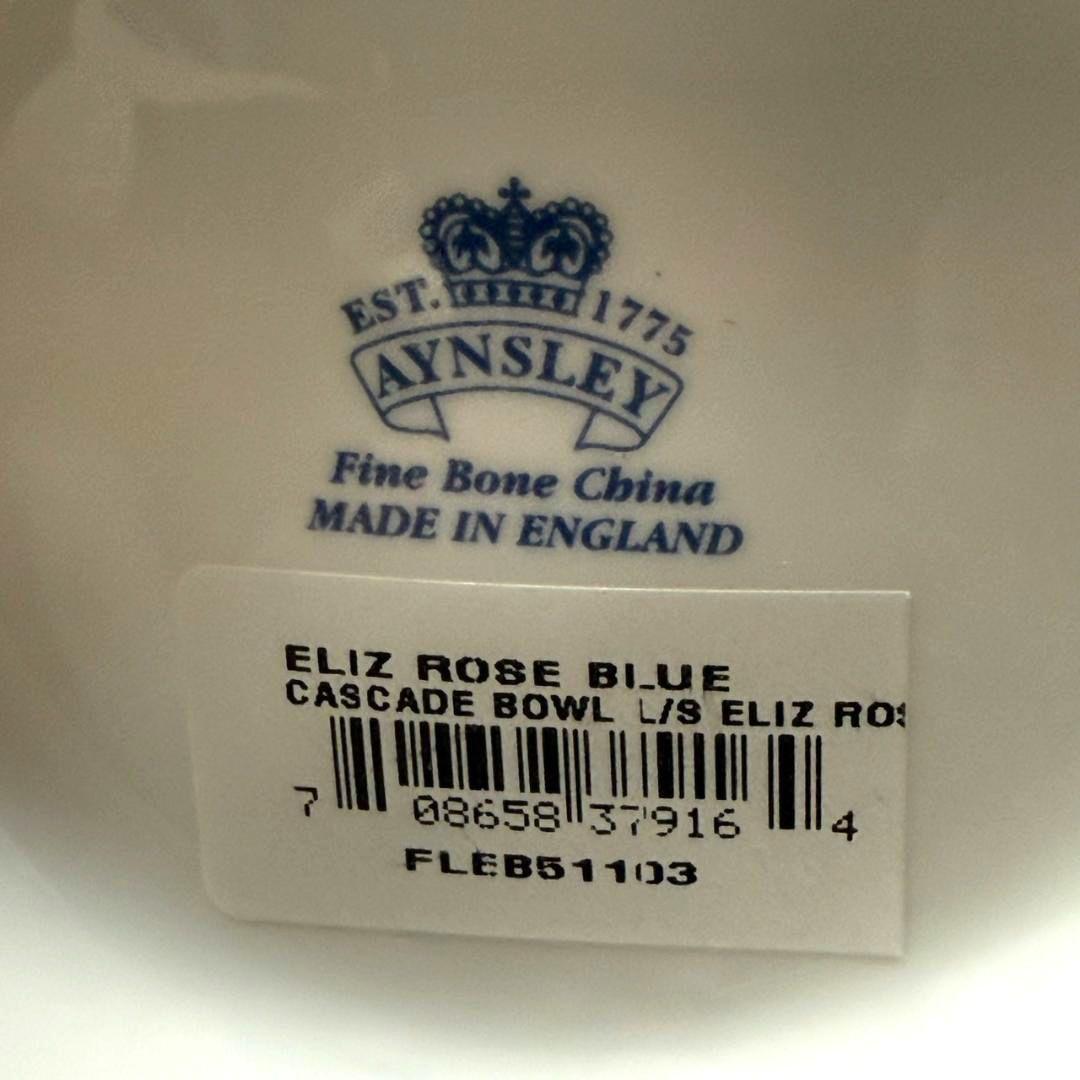 EST. 1775
AYNSLEY
Fine Bone China
MADE IN ENGLAND
ELIZ ROSE BLUE
CASCADE BOWL L/S ELIZ ROS
7 08658 37916 4
FLEB51103